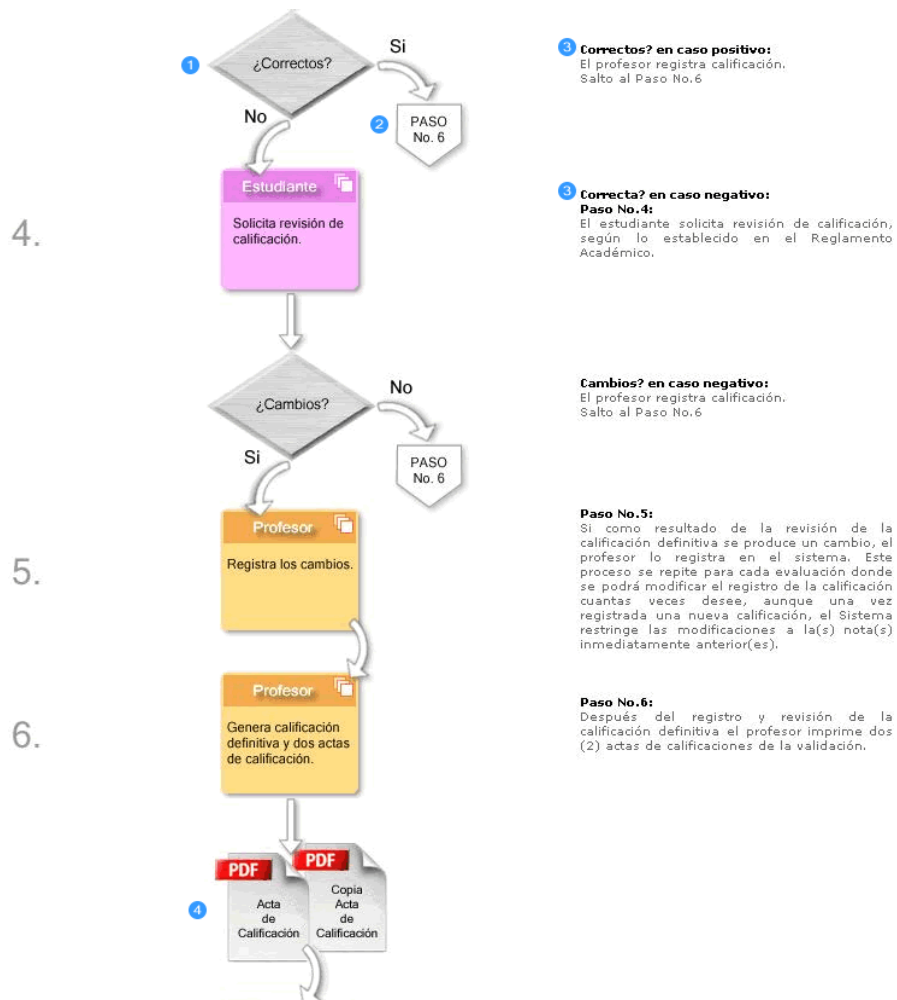 ¿Correctos?
Si
1
No
2
PASO
No. 6
3
Correctos? en caso positivo:
El profesor registra calificación.
Salto al Paso No.6
4.
Estudiante
Solicita revisión de
calificación.
3
Correcta? en caso negativo:
Paso No.4:
El estudiante solicita revisión de calificación,
según lo establecido en el Reglamento
Académico.
¿Cambios?
No
Si
PASO
No. 6
Cambios? en caso negativo:
El profesor registra calificación.
Salto al Paso No.6
5.
Profesor
Registra los cambios.
Paso No.5:
Si como resultado de la revisión de la
calificación definitiva se produce un cambio, el
profesor lo registra en el sistema. Este
proceso se repite para cada evaluación donde
se podrá modificar el registro de la calificación
cuantas veces desee, aunque una vez
registrada una nueva calificación, el Sistema
restringe las modificaciones a la(s) nota(s)
inmediatamente anterior(es).
6.
Profesor
Genera calificación
definitiva y dos actas
de calificación.
Paso No.6:
Después del registro y revisión de la
calificación definitiva el profesor imprime dos
(2) actas de calificaciones de la validación.
4
PDF
Acta
de
Calificación
PDF
Copia
Acta
de
Calificación